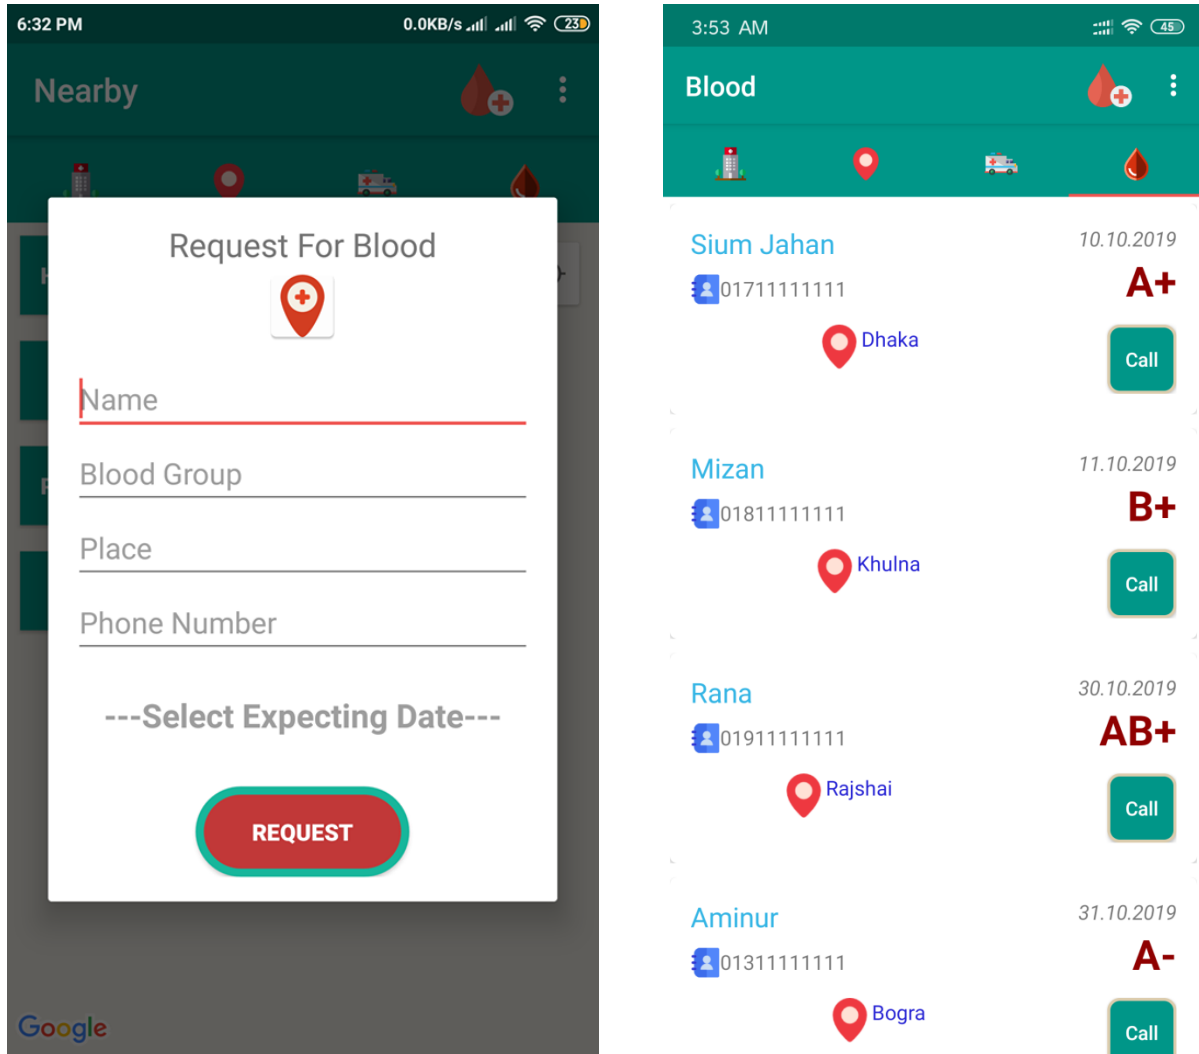 6:32 PM
0.0KB/s
23
Nearby
Request For Blood
Name
Blood Group
Place
Phone Number
---Select Expecting Date---
REQUEST
Google
3:53 AM
45
Blood
Sium Jahan
10.10.2019
01711111111
A+
Dhaka
Call
Mizan
11.10.2019
01811111111
B+
Khulna
Call
Rana
30.10.2019
01911111111
AB+
Rajshai
Call
Aminur
31.10.2019
01311111111
A-
Bogra
Call